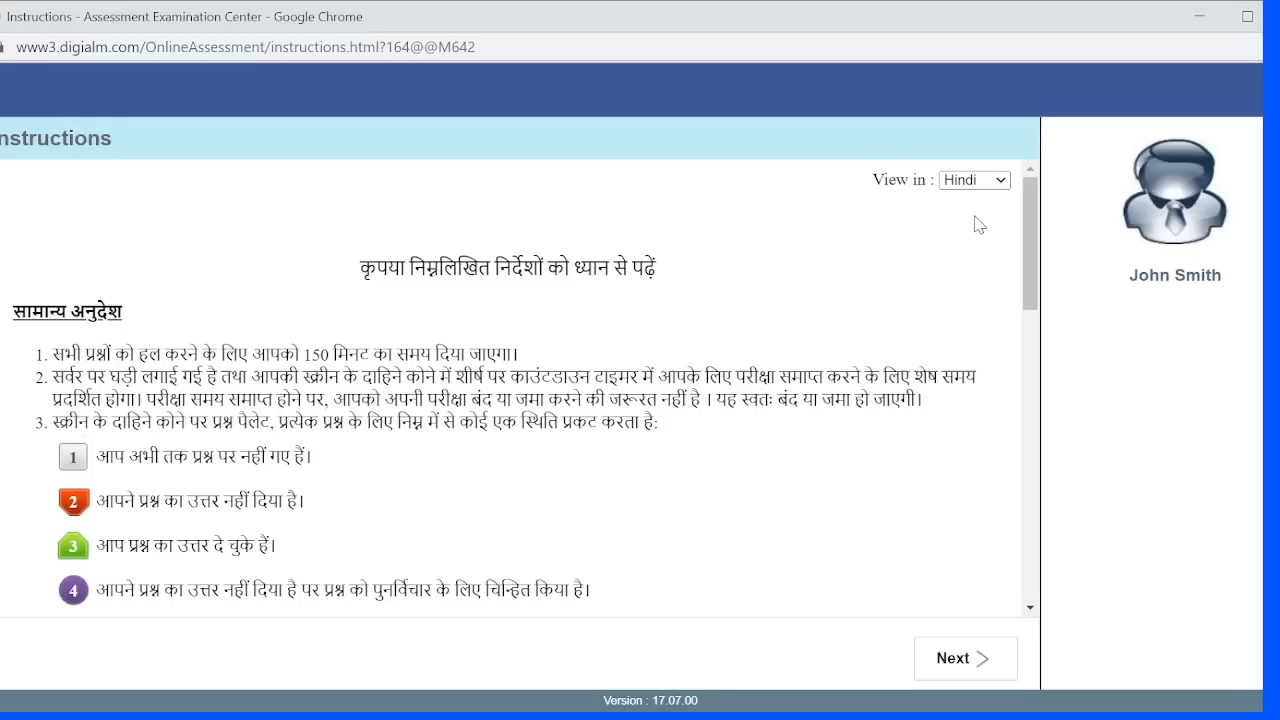 Instructions - Assessment Examination Center - Google Chrome
www3.digialm.com/OnlineAssessment/instructions.html?164@@M642
nstructions
View in : Hindi
कृपया निम्नलिखित निर्देशों को ध्यान से पढ़ें
सामान्य अनुदेश
1. सभी प्रश्नों को हल करने के लिए आपको 150 मिनट का समय दिया जाएगा।
2. सर्वर पर घड़ी लगाई गई है तथा आपकी स्क्रीन के दाहिने कोने में शीर्ष पर काउंटडाउन टाइमर में आपके लिए परीक्षा समाप्त करने के लिए शेष समय
प्रदर्शित होगा। परीक्षा समय समाप्त होने पर, आपको अपनी परीक्षा बंद या जमा करने की जरूरत नहीं है । यह स्वतः बंद या जमा हो जाएगी।
3. स्क्रीन के दाहिने कोने पर प्रश्न पैलेट, प्रत्येक प्रश्न के लिए निम्न में से कोई एक स्थिति प्रकट करता है:
1 आप अभी तक प्रश्न पर नहीं गए हैं।
2 आपने प्रश्न का उत्तर नहीं दिया है।
3 आप प्रश्न का उत्तर दे चुके हैं।
4 आपने प्रश्न का उत्तर नहीं दिया है पर प्रश्न को पुनर्विचार के लिए चिन्हित किया है।
Next
John Smith
Version : 17.07.00